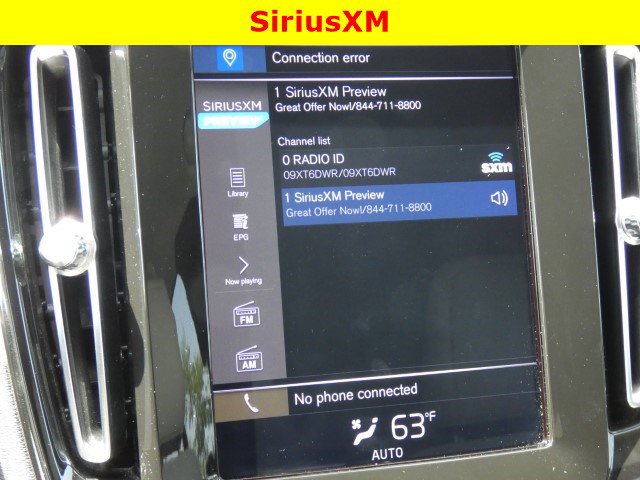 SiriusXM
Connection error
SIRIUSXM
PREVIEW
1 SiriusXM Preview
Great Offer Now!/844-711-8800
Channel list
0 RADIO ID
09XT6DWR/09XT6DWR
sxm
Library
1 SiriusXM Preview
Great Offer Now!/844-711-8800
EPG
Now playing
FM
AM
No phone connected
63°F
AUTO